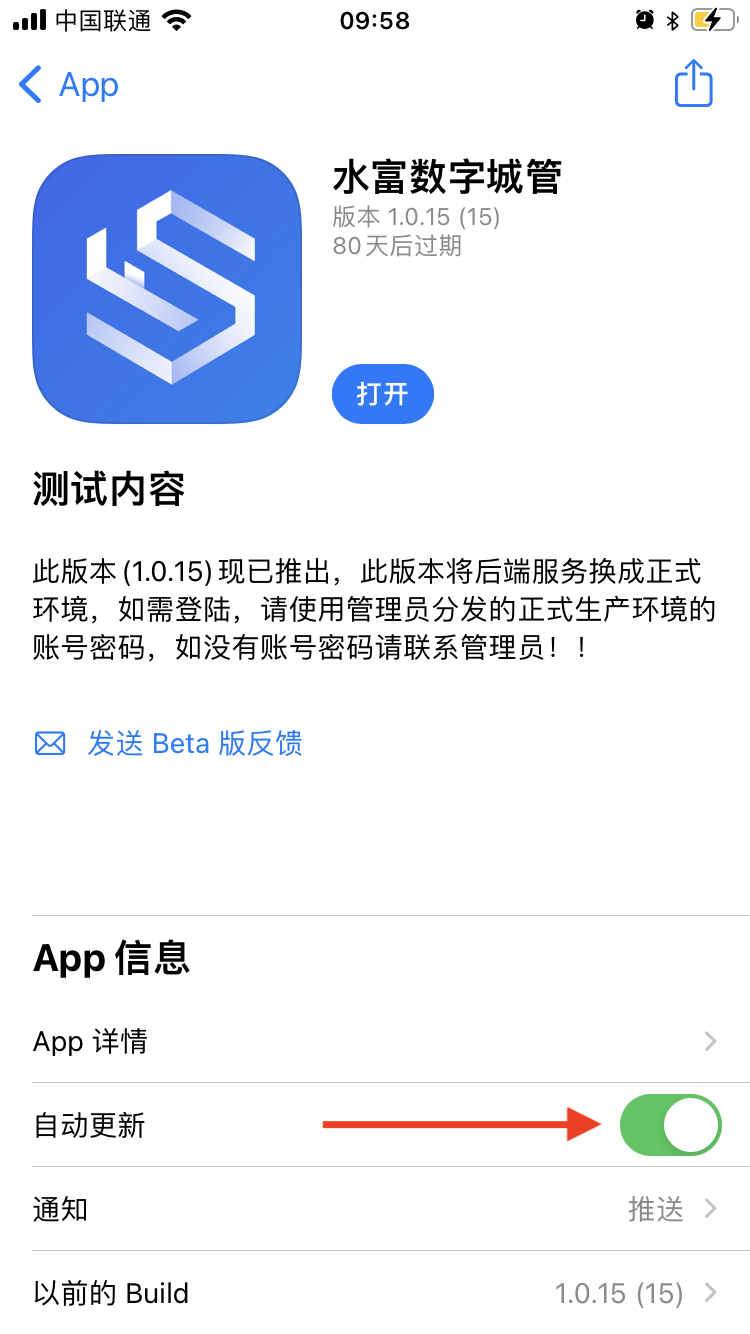 中国联通
09:58
App
水富数字城管
版本 1.0.15 (15)
80 天后过期
打开
测试内容
此版本 (1.0.15) 现已推出，此版本将后端服务换成正式
环境，如需登陆，请使用管理员分发的正式生产环境的
账号密码，如没有账号密码请联系管理员！！
发送 Beta 版反馈
App 信息
App 详情
自动更新
通知 推送
以前的 Build 1.0.15 (15)